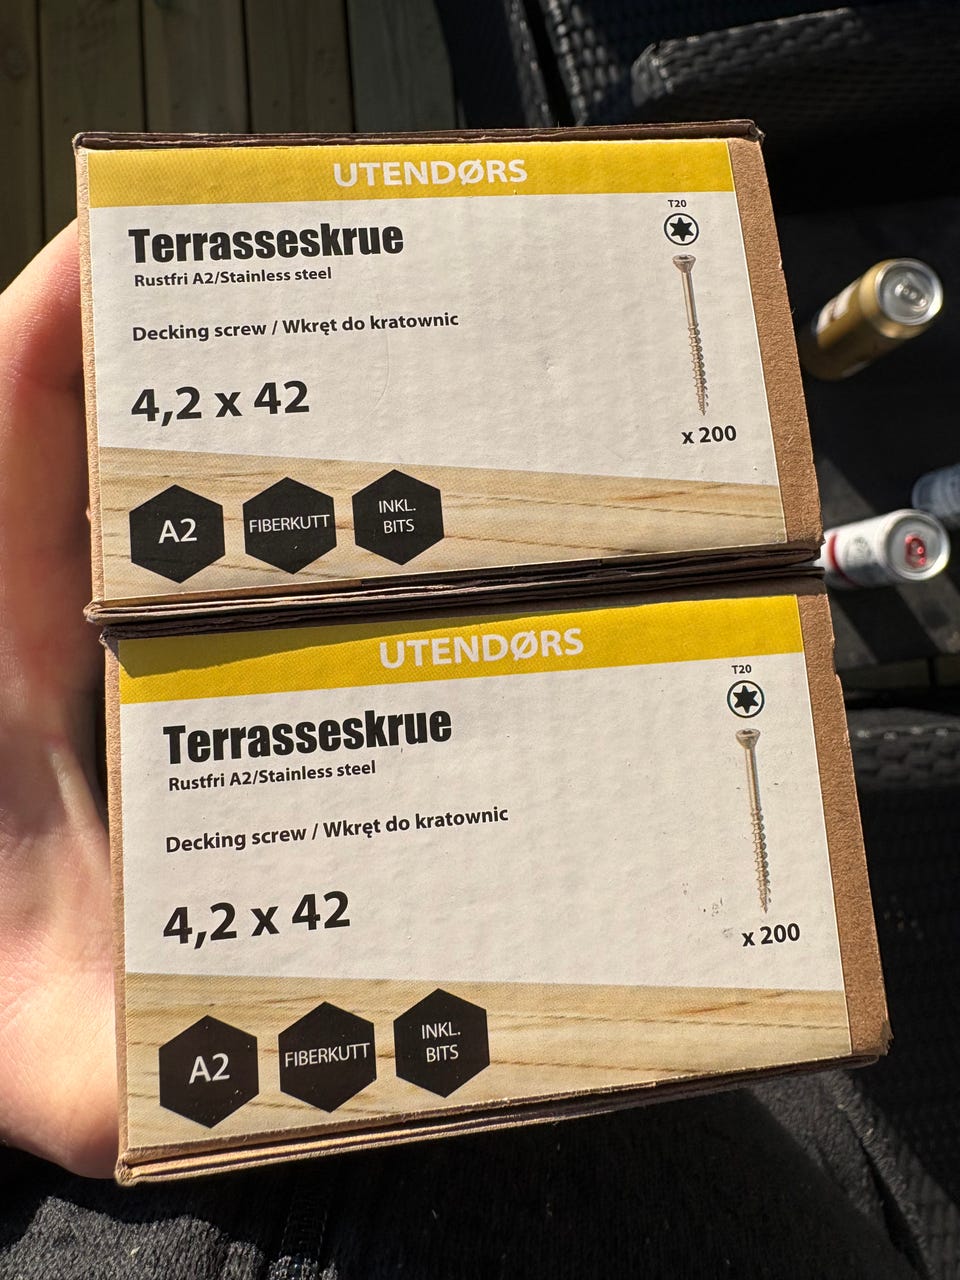 UTENDØRS
T20
Terrasseskrue
Rustfri A2/Stainless steel
Decking screw / Wkręt do kratownic
4,2 x 42
x 200
A2
FIBERKUTT
INKL.
BITS
UTENDØRS
T20
Terrasseskrue
Rustfri A2/Stainless steel
Decking screw / Wkręt do kratownic
4,2 x 42
x 200
A2
FIBERKUTT
INKL.
BITS